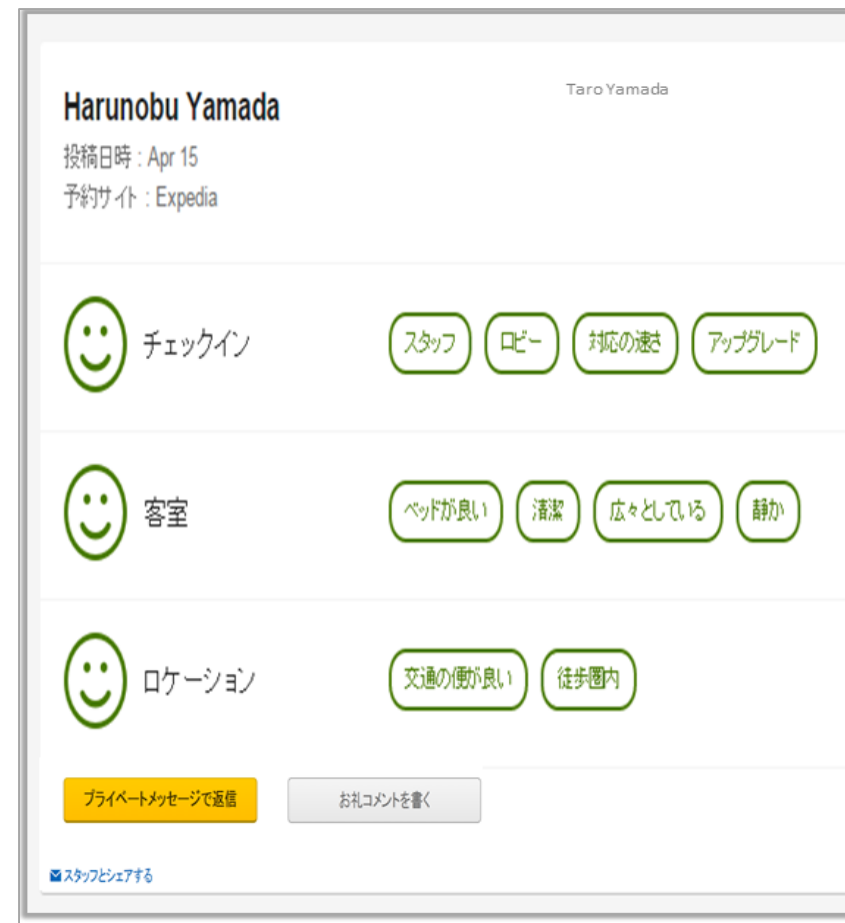 Harunobu Yamada
Taro Yamada
投稿日時 : Apr 15
予約サイト : Expedia
チェックイン スタッフ ロビー 対応の速さ アップグレード
客室 ベッドが良い 清潔 広々としている 静か
ロケーション 交通の便が良い 徒歩圏内
プライベートメッセージで返信 お礼コメントを書く
スタッフとシェアする